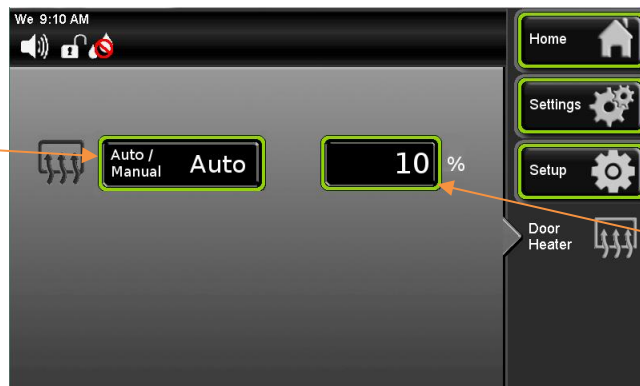 We 9:10 AM
Home
Settings
Auto /
Manual
Auto
10 %
Setup
Door
Heater